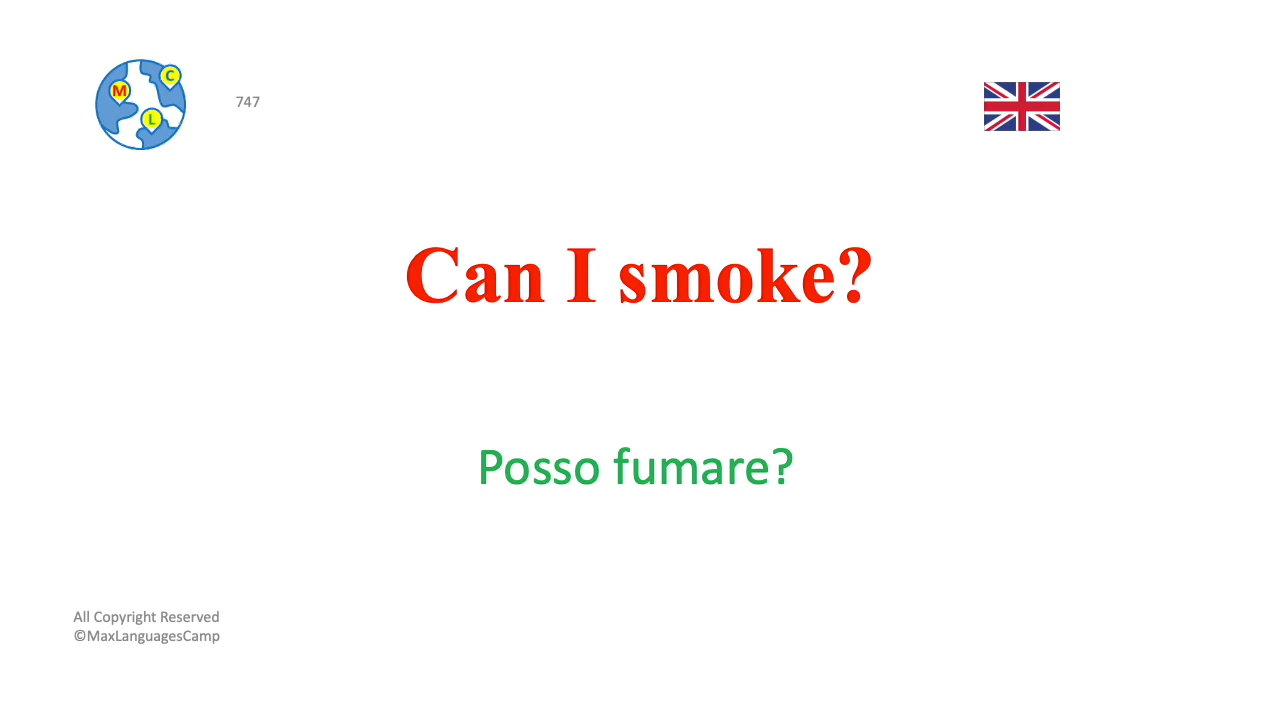 C
M
L
747
Can I smoke?
Posso fumare?
All Copyright Reserved
©MaxLanguagesCamp